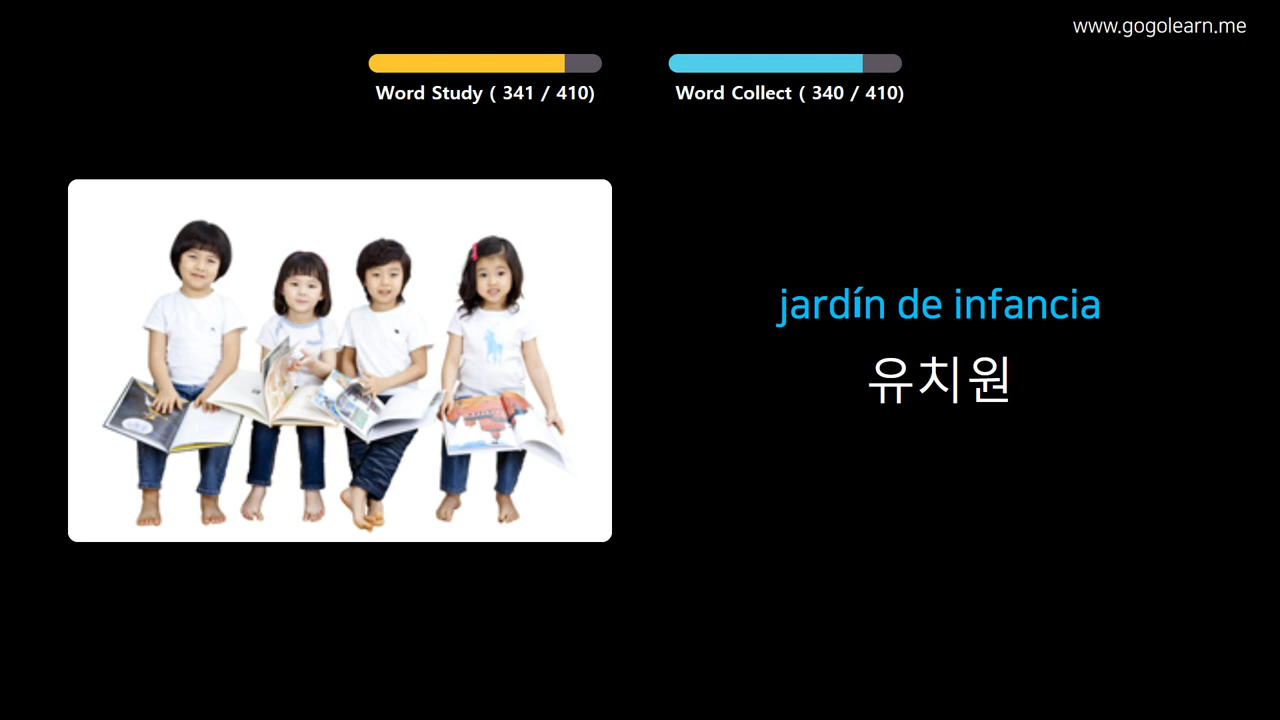 www.gogolearn.me
Word Study ( 341 / 410)
Word Collect ( 340 / 410)
jardín de infancia
유치원